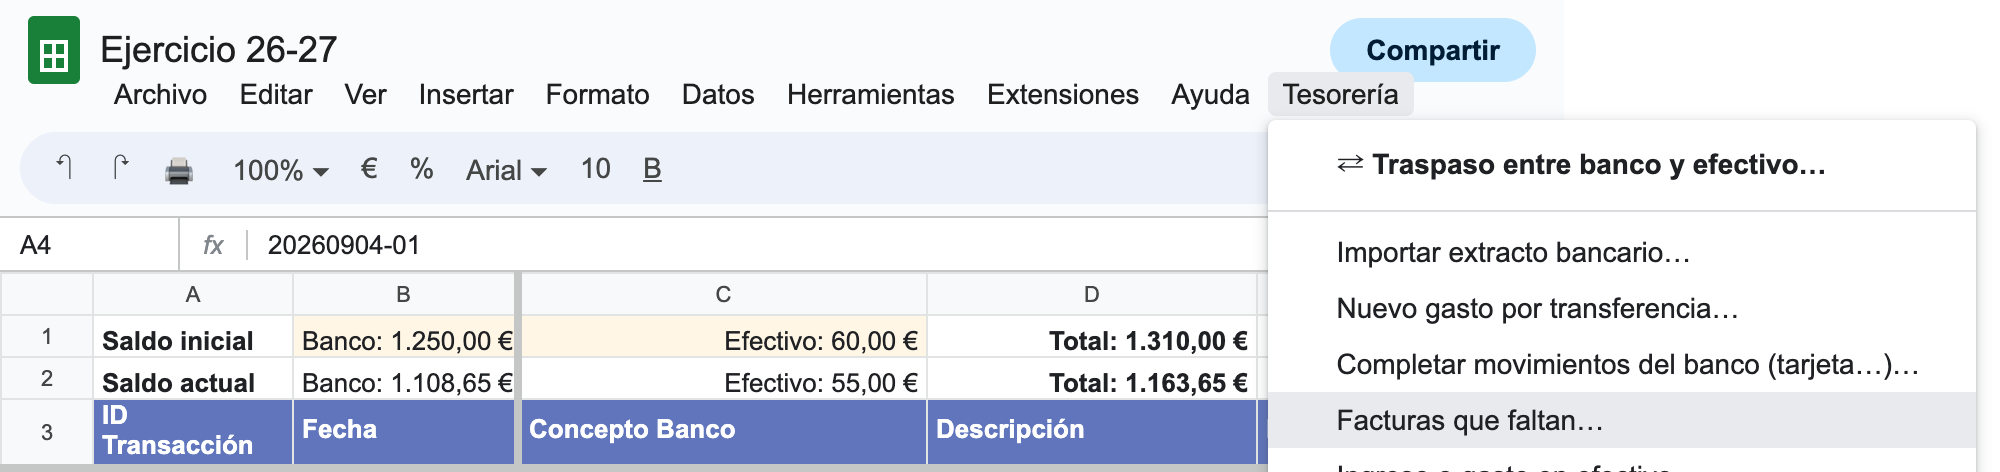 Ejercicio 26-27
Compartir
Archivo Editar Ver Insertar Formato Datos Herramientas Extensiones Ayuda Tesorería
100% € % Arial 10 B
⇄ Traspaso entre banco y efectivo…
Importar extracto bancario…
Nuevo gasto por transferencia…
Completar movimientos del banco (tarjeta…)…
Facturas que faltan…
A4 fx 20260904-01
A B C D
1 Saldo inicial Banco: 1.250,00 € Efectivo: 60,00 € Total: 1.310,00 €
2 Saldo actual Banco: 1.108,65 € Efectivo: 55,00 € Total: 1.163,65 €
3 ID Transacción Fecha Concepto Banco Descripción